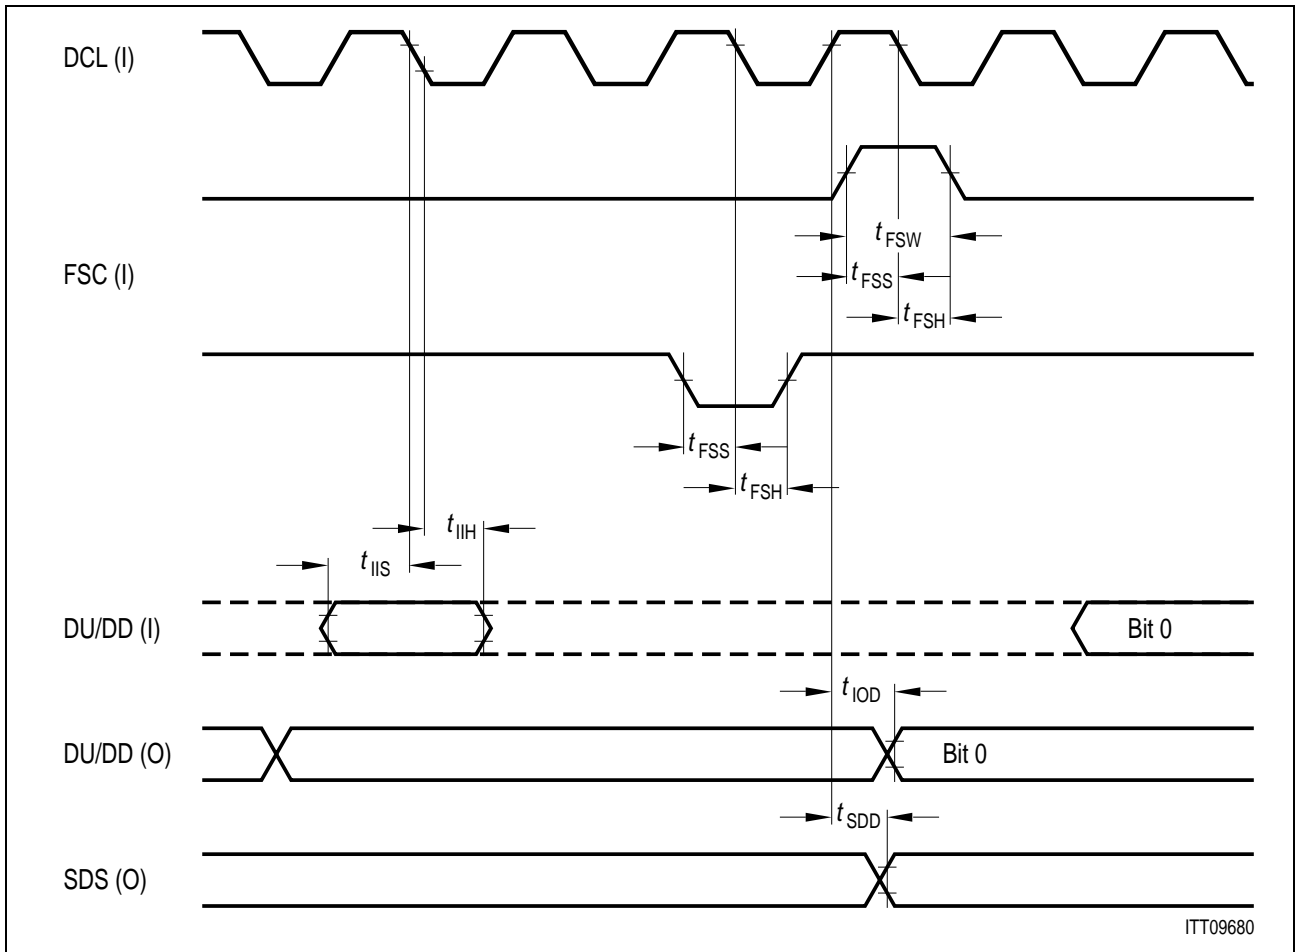 DCL (I)
t FSW
FSC (I)
t FSS
t FSH
t FSS
t FSH
t IIH
t IIS
DU/DD (I)
Bit 0
t IOD
DU/DD (O)
Bit 0
t SDD
SDS (O)
ITT09680